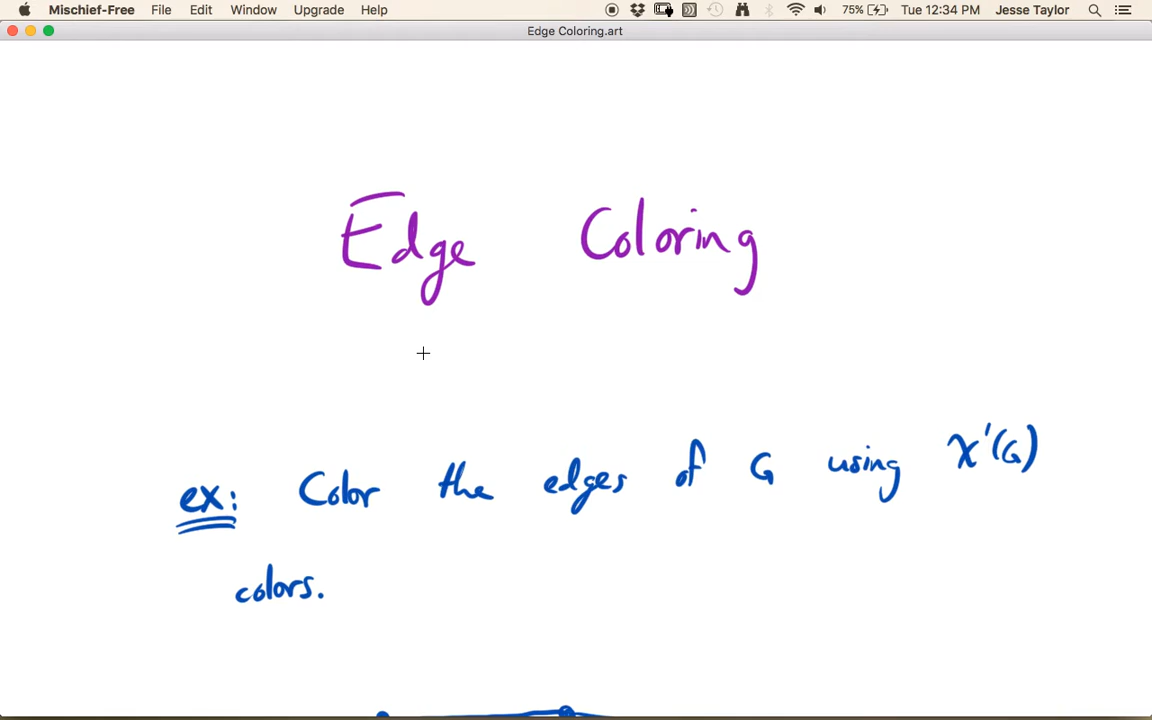 Mischief-Free File Edit Window Upgrade Help 75% Tue 12:34 PM Jesse Taylor
Edge Coloring.art
Edge Coloring
ex: Color the edges of G using χ'(G)
colors.